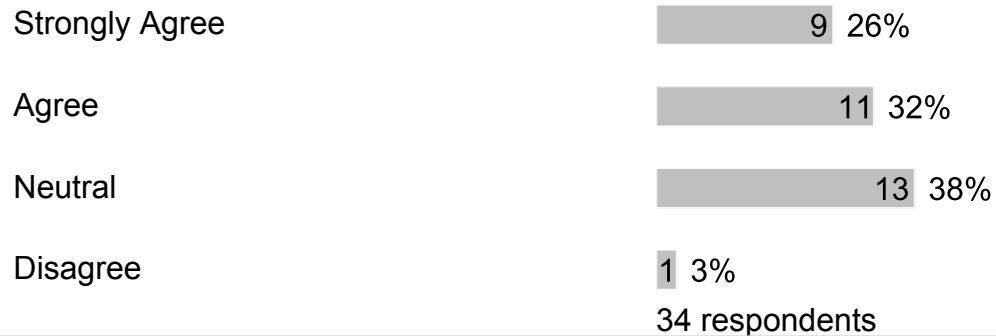 Strongly Agree 9 26%
Agree 11 32%
Neutral 13 38%
Disagree 1 3%
34 respondents